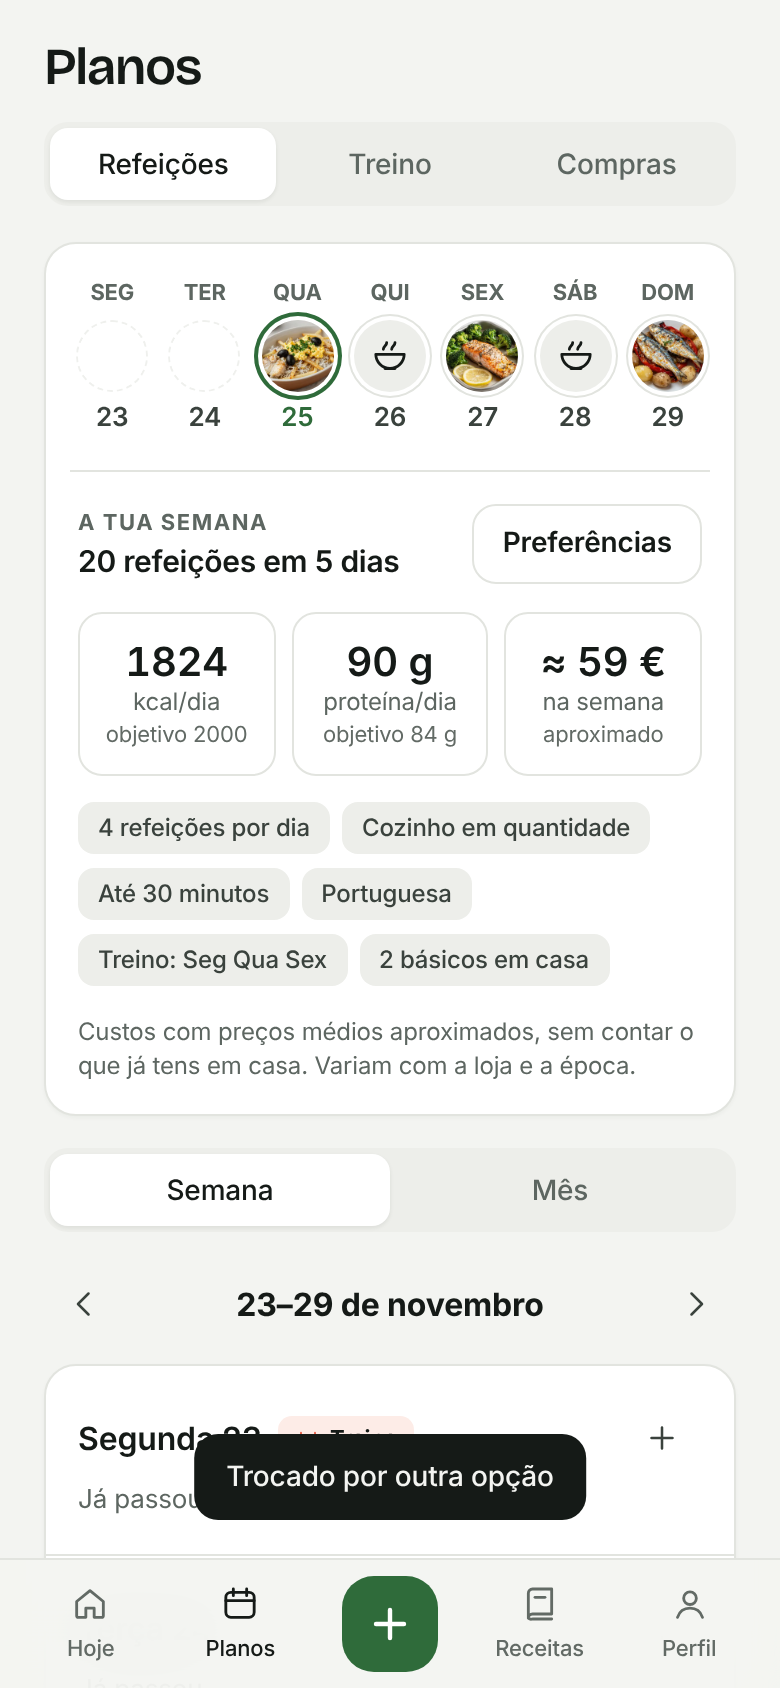 Planos
Refeições Treino Compras
SEG TER QUA QUI SEX SÁB DOM
23 24 25 26 27 28 29
A TUA SEMANA
20 refeições em 5 dias
Preferências
1824 90 g ≈ 59 €
kcal/dia proteína/dia na semana
objetivo 2000 objetivo 84 g aproximado
4 refeições por dia Cozinho em quantidade
Até 30 minutos Portuguesa
Treino: Seg Qua Sex 2 básicos em casa
Custos com preços médios aproximados, sem contar o
que já tens em casa. Variam com a loja e a época.
Semana Mês
23–29 de novembro
Segunda 23
Já passou
Trocado por outra opção
Hoje Planos Receitas Perfil